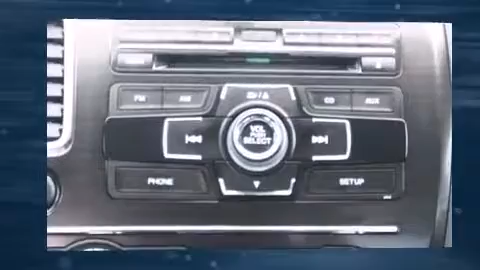 FM AM CD AUX
VOL
PUSH
SELECT
PHONE SETUP